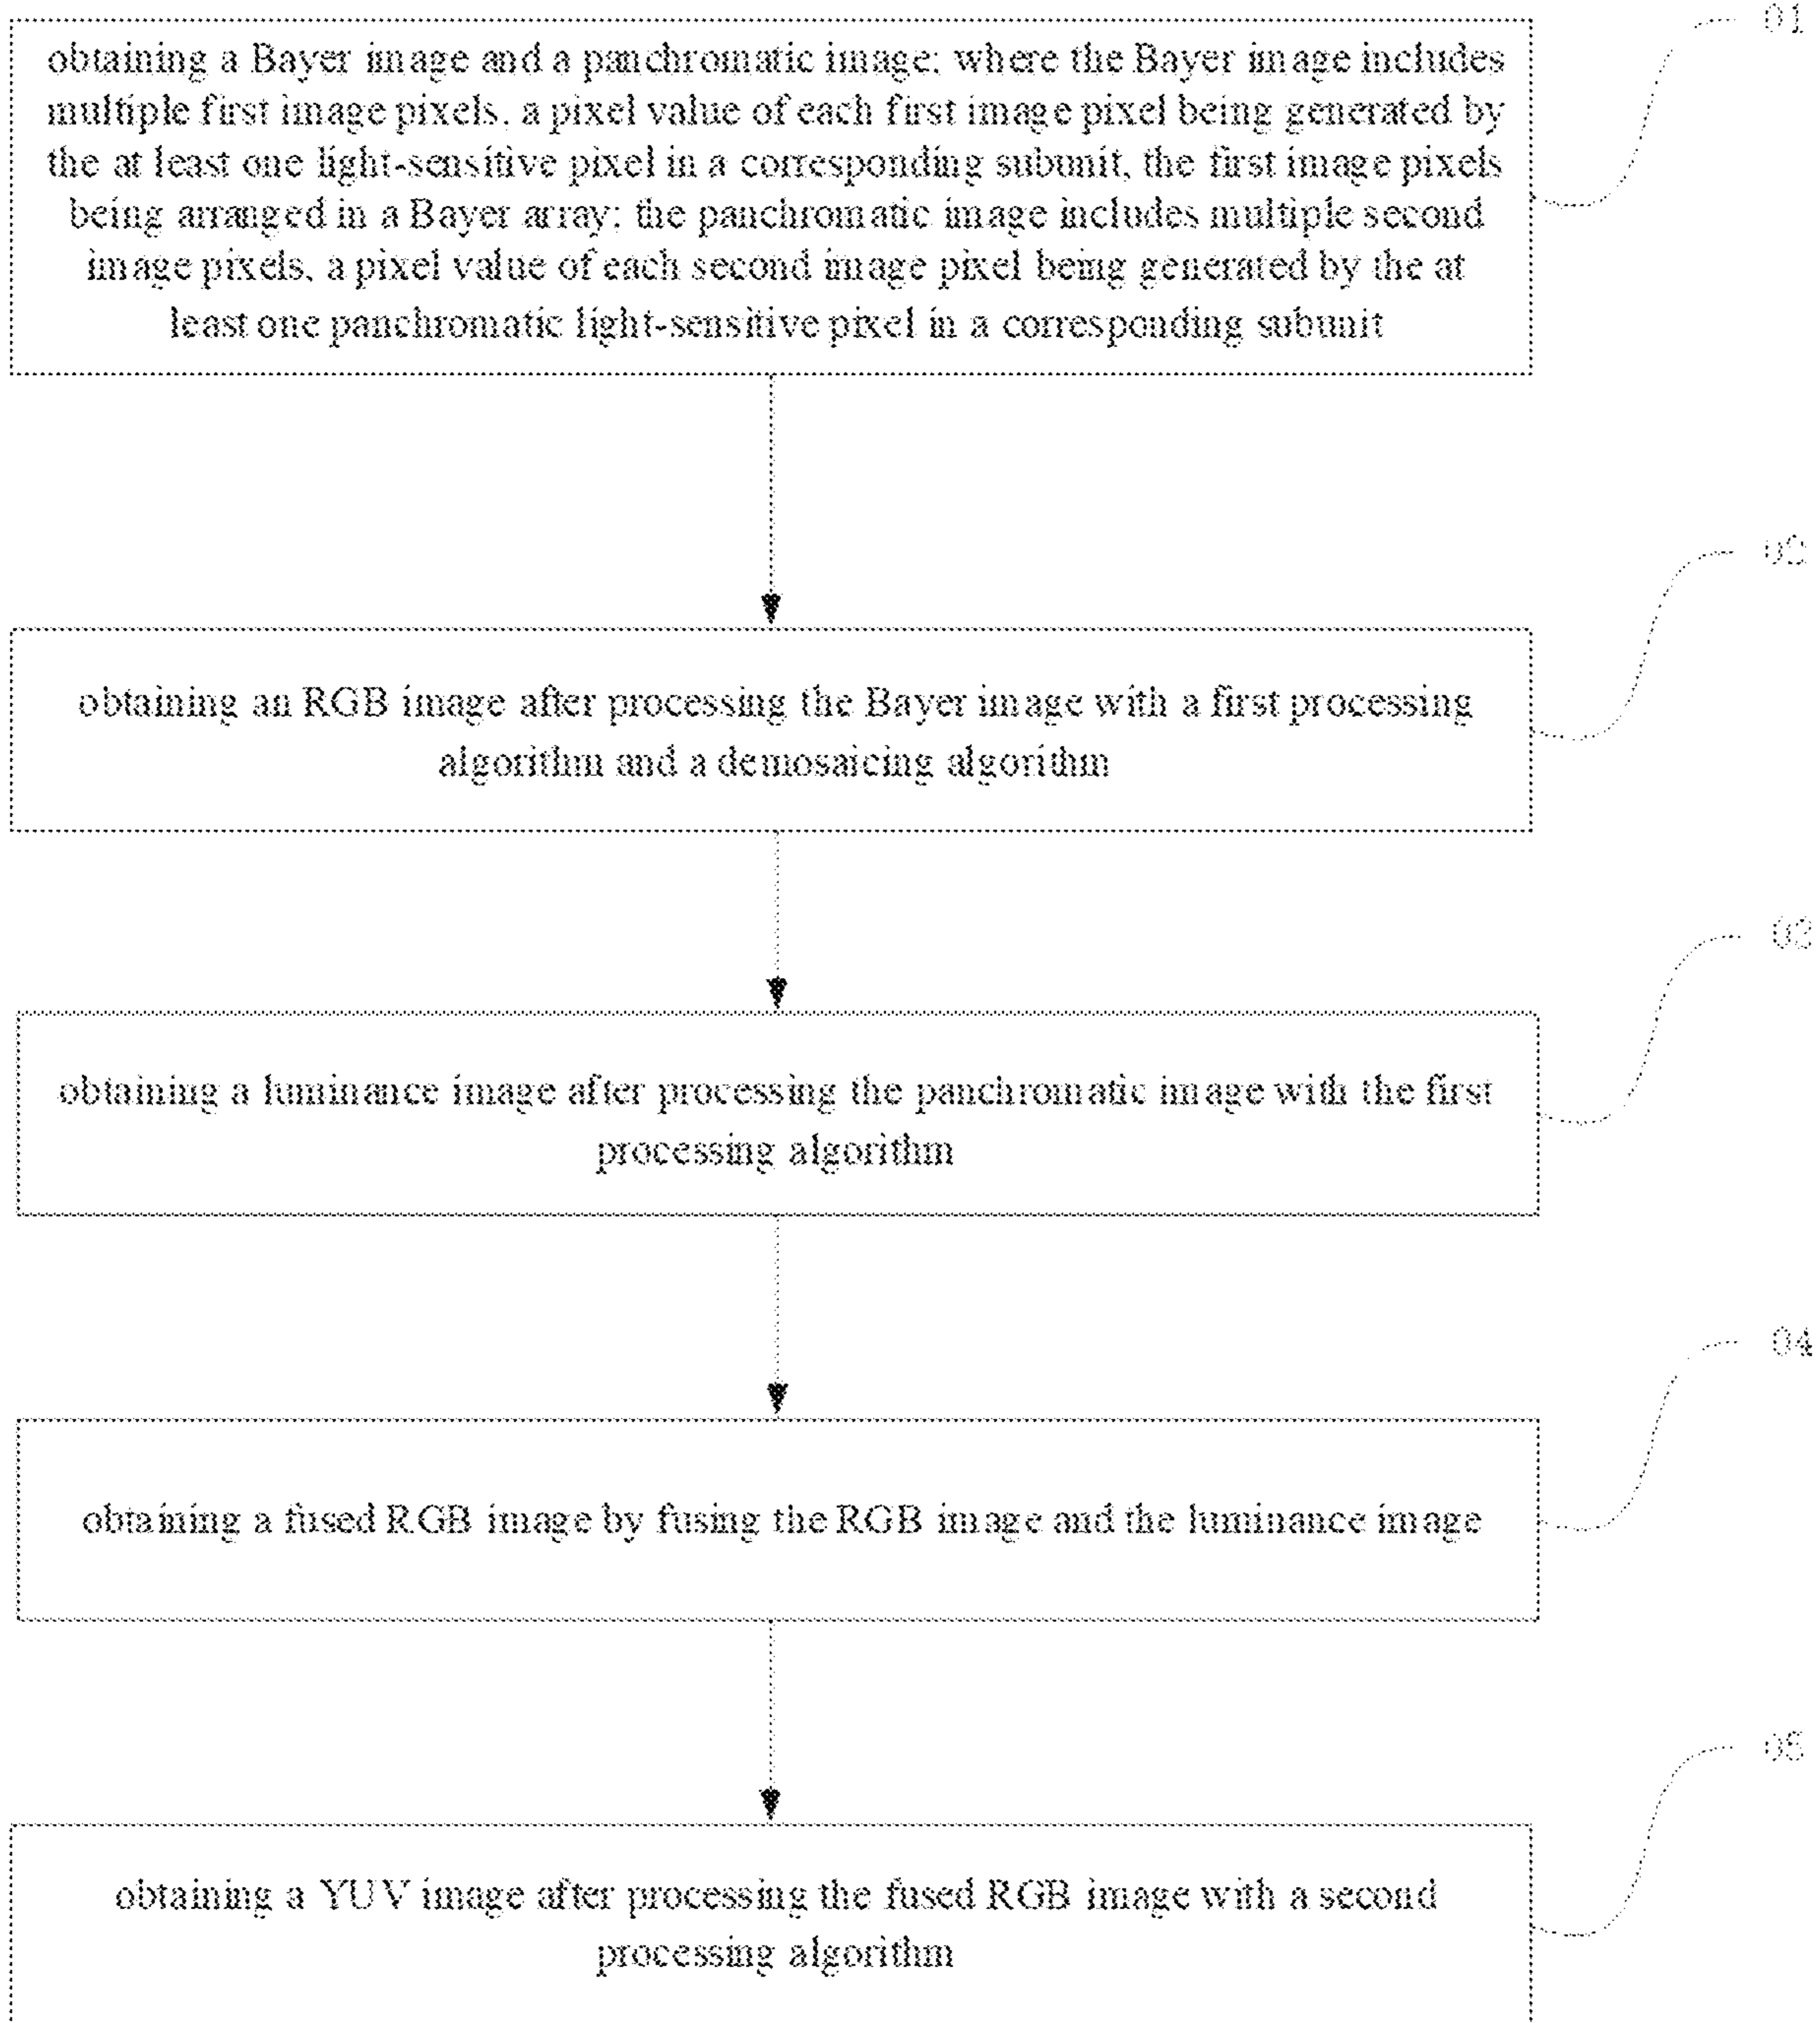 01
obtaining a Bayer image and a panchromatic image; where the Bayer image includes
multiple first image pixels, a pixel value of each first image pixel being generated by
the at least one light-sensitive pixel in a corresponding subunit, the first image pixels
being arranged in a Bayer array; the panchromatic image includes multiple second
image pixels, a pixel value of each second image pixel being generated by the at
least one panchromatic light-sensitive pixel in a corresponding subunit
02
obtaining an RGB image after processing the Bayer image with a first processing
algorithm and a demosaicing algorithm
03
obtaining a luminance image after processing the panchromatic image with the first
processing algorithm
04
obtaining a fused RGB image by fusing the RGB image and the luminance image
05
obtaining a YUV image after processing the fused RGB image with a second
processing algorithm